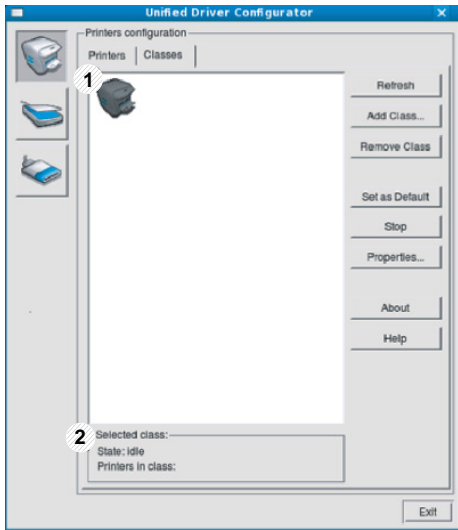 Unified Driver Configurator
Printers configuration
Printers Classes
1
Refresh
Add Class...
Remove Class
Set as Default
Stop
Properties...
About
Help
2 Selected class:
State: idle
Printers in class:
Exit